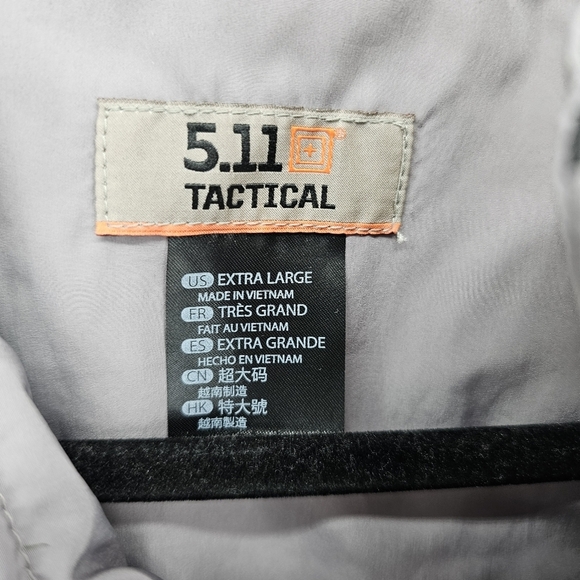 5.11®
TACTICAL
US EXTRA LARGE
MADE IN VIETNAM
FR TRÈS GRAND
FAIT AU VIETNAM
ES EXTRA GRANDE
HECHO EN VIETNAM
CN 超大码
越南制造
HK 特大號
越南製造